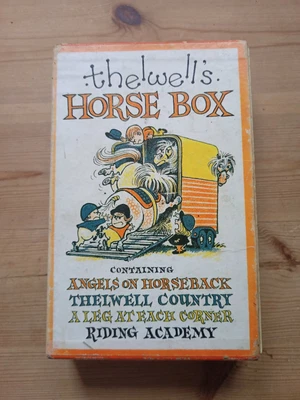 thelwell's
HORSE BOX
CONTAINING
ANGELS ON HORSEBACK
THELWELL COUNTRY
A LEG AT EACH CORNER
RIDING ACADEMY